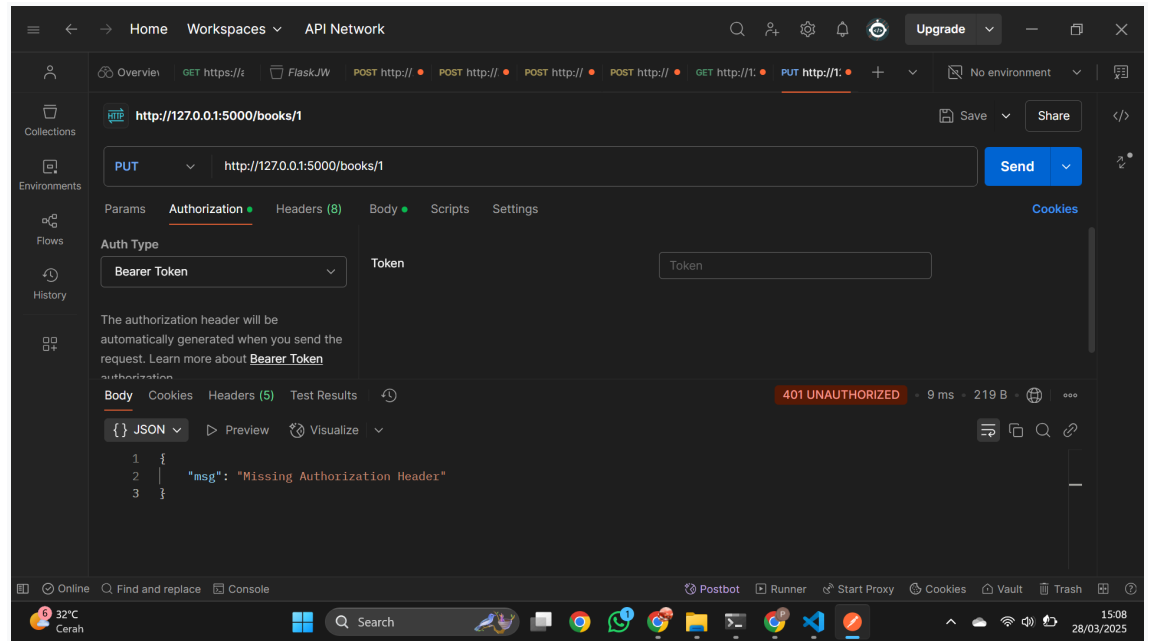 Home Workspaces API Network Upgrade
Overview GET https://a FlaskJW POST http:// POST http:// POST http:// POST http:// GET http://1: PUT http://1: No environment
HTTP http://127.0.0.1:5000/books/1 Save Share
Collections
PUT http://127.0.0.1:5000/books/1 Send
Environments
Params Authorization Headers (8) Body Scripts Settings Cookies
Flows
Auth Type
Bearer Token Token Token
History
The authorization header will be
automatically generated when you send the
request. Learn more about Bearer Token
authorization.
Body Cookies Headers (5) Test Results 401 UNAUTHORIZED 9 ms 219 B
{} JSON Preview Visualize
1 {
2 "msg": "Missing Authorization Header"
3 }
Online Find and replace Console Postbot Runner Start Proxy Cookies Vault Trash
6 32°C
Cerah
Search
15:08
28/03/2025